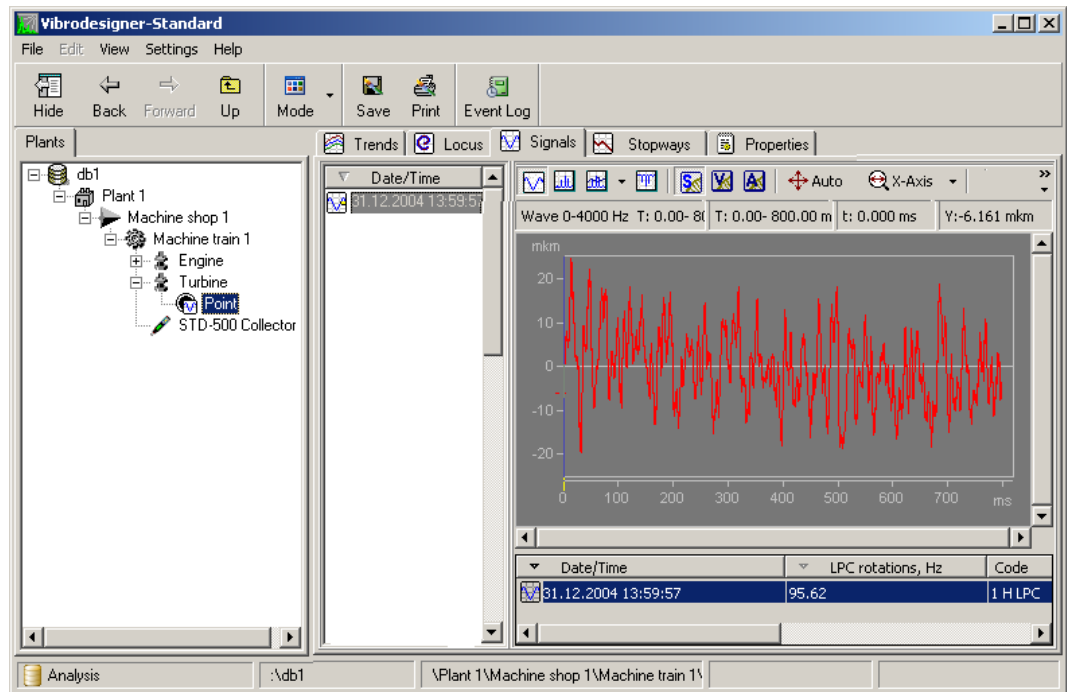 Vibrodesigner-Standard
File Edit View Settings Help
Hide Back Forward Up Mode Save Print Event Log
Plants
Trends Locus Signals Stopways Properties
db1
Plant 1
Machine shop 1
Machine train 1
Engine
Turbine
Point
STD-500 Collector
Date/Time
31.12.2004 13:59:57
S V A Auto X-Axis »
Wave 0-4000 Hz T: 0.00- 80 T: 0.00- 800.00 m t: 0.000 ms Y:-6.161 mkm
mkm
20
10
0
-10
-20
0 100 200 300 400 500 600 700 ms
Date/Time LPC rotations, Hz Code
31.12.2004 13:59:57 95.62 1 H LPC
Analysis :\db1 \Plant 1\Machine shop 1\Machine train 1\